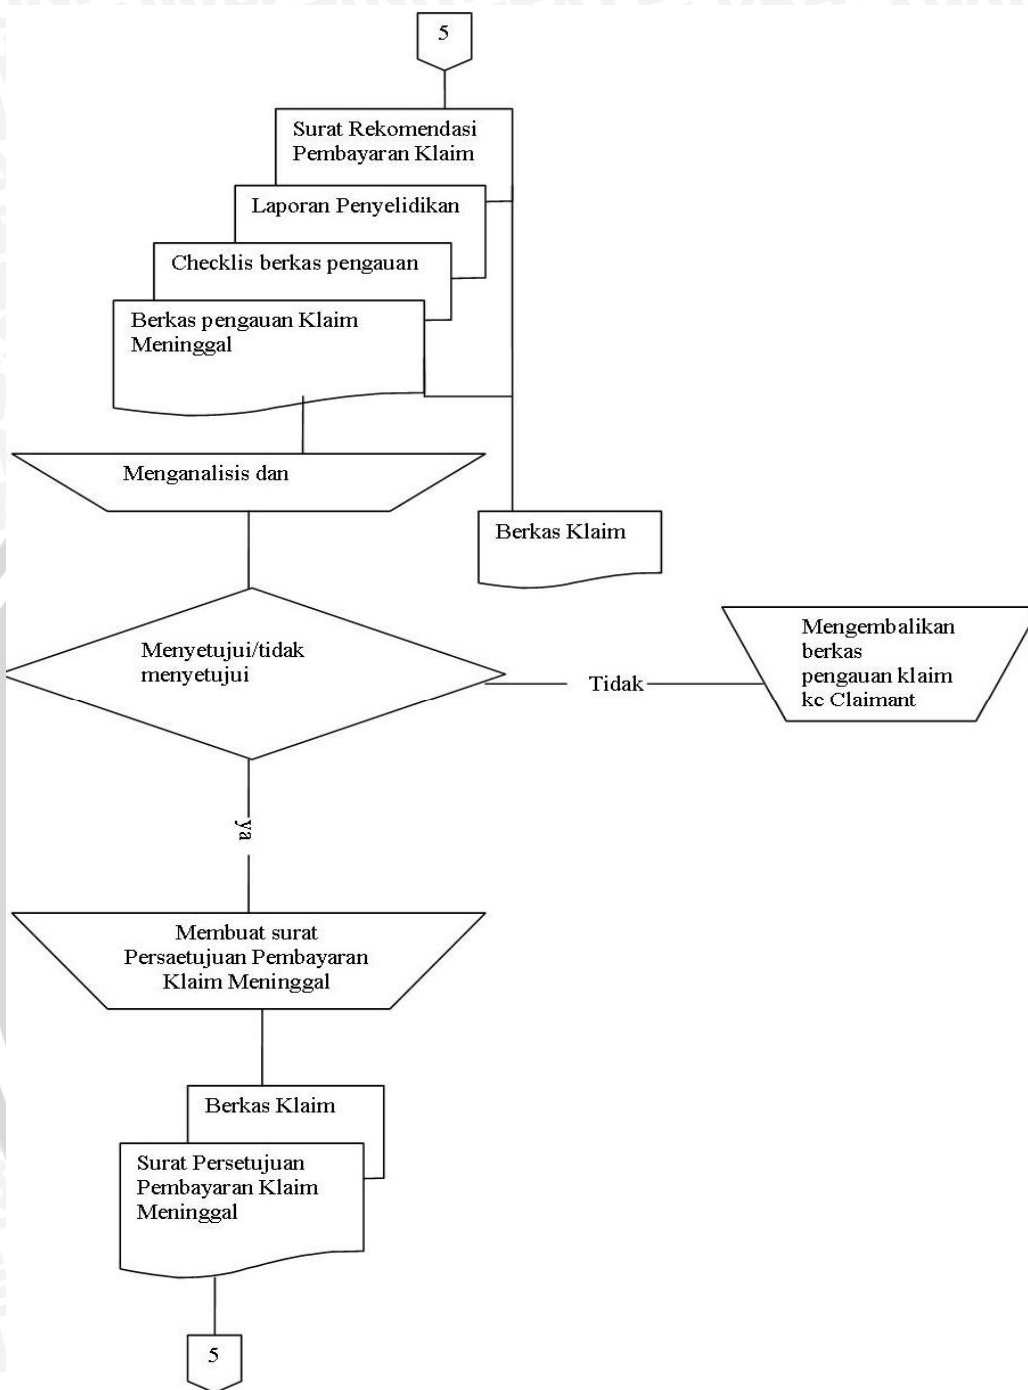 5
Surat Rekomendasi
Pembayaran Klaim
Laporan Penyelidikan
Checklis berkas pengauan
Berkas pengauan Klaim
Meninggal
Menganalisis dan
Berkas Klaim
Menyetujui/tidak
menyetujui
Tidak
Mengembalikan
berkas
pengauan klaim
ke Claimant
ya
Membuat surat
Persaetujuan Pembayaran
Klaim Meninggal
Berkas Klaim
Surat Persetujuan
Pembayaran Klaim
Meninggal
5